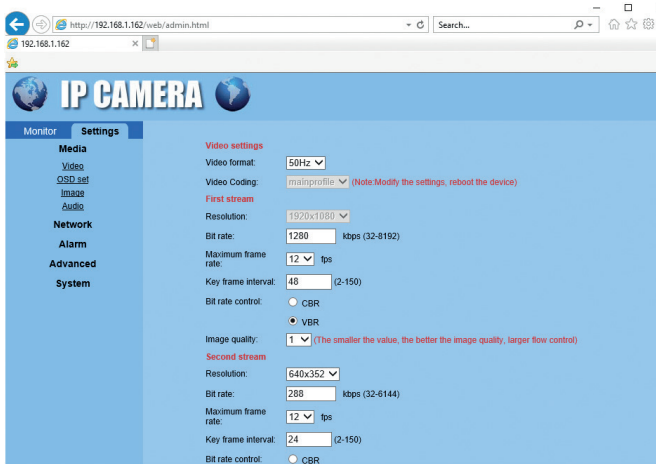 http://192.168.1.162/web/admin.html
Search...
192.168.1.162
IP CAMERA
Monitor Settings
Media
Video
OSD set
Image
Audio
Network
Alarm
Advanced
System
Video settings
Video format: 50Hz
Video Coding: mainprofile (Note:Modify the settings, reboot the device)
First stream
Resolution: 1920x1080
Bit rate: 1280 kbps (32-8192)
Maximum frame
rate: 12 fps
Key frame interval: 48 (2-150)
Bit rate control: CBR
VBR
Image quality: 1 (The smaller the value, the better the image quality, larger flow control)
Second stream
Resolution: 640x352
Bit rate: 288 kbps (32-6144)
Maximum frame
rate: 12 fps
Key frame interval: 24 (2-150)
Bit rate control: CBR